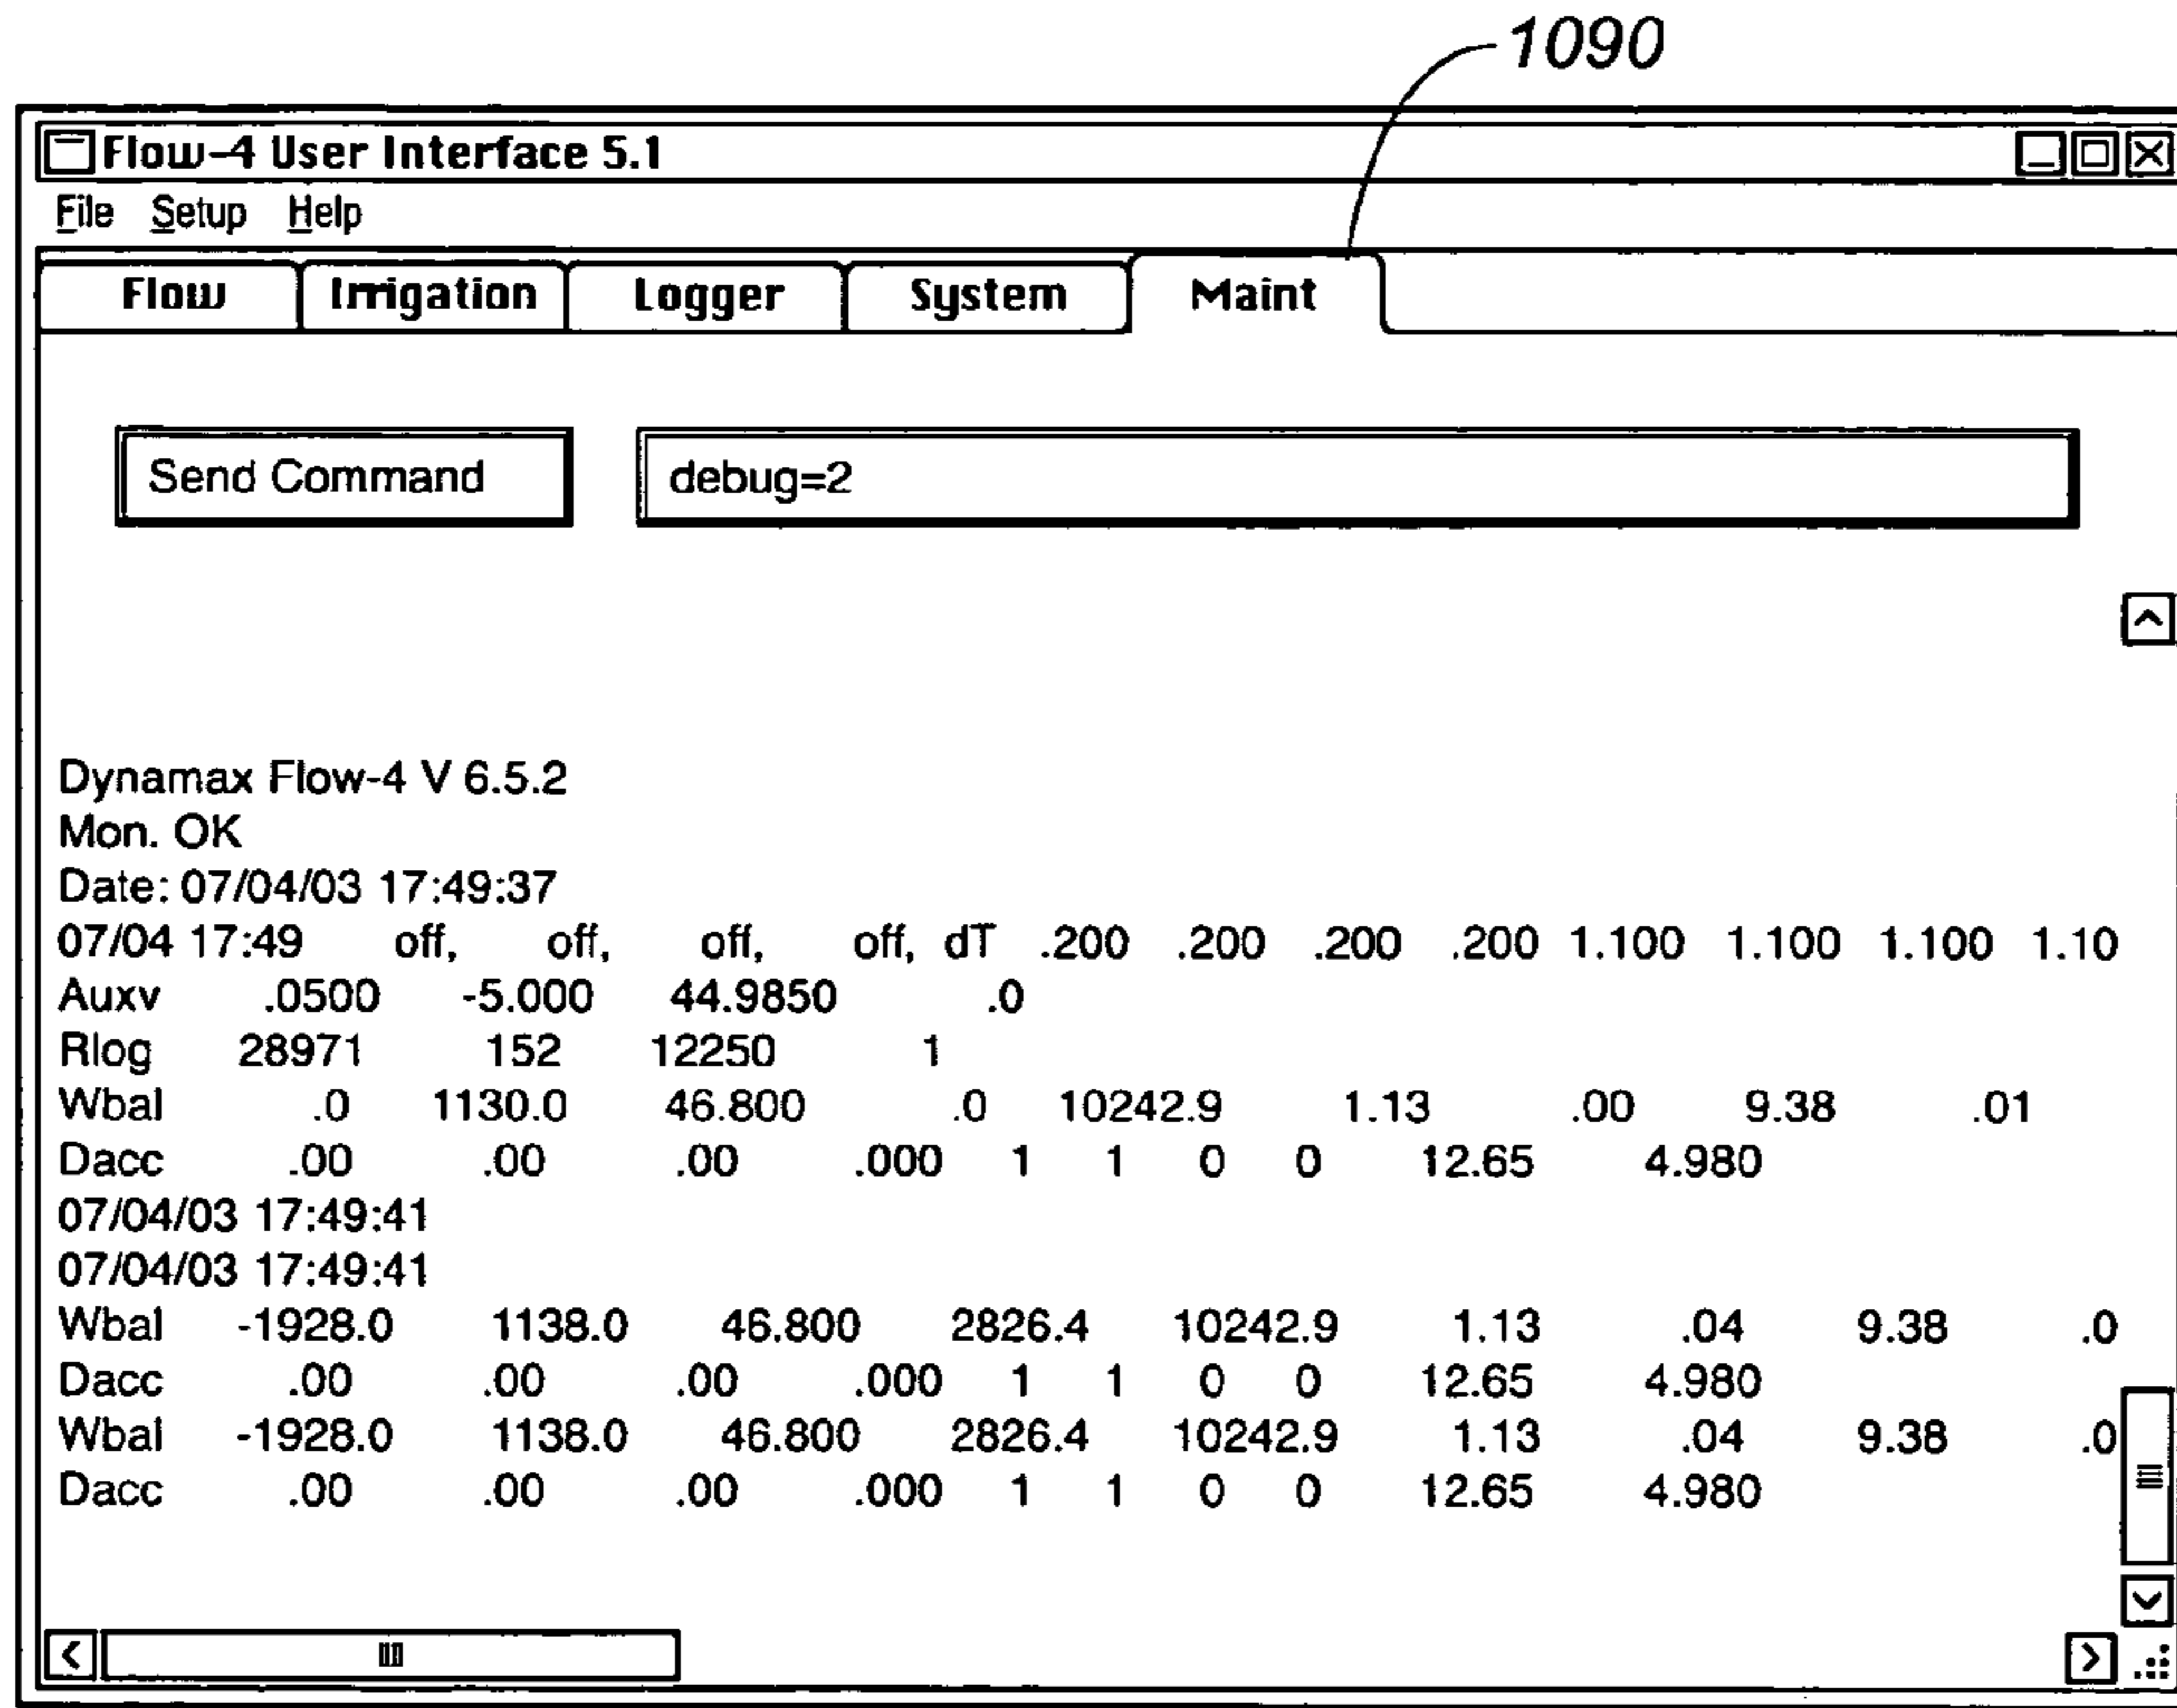 1090
Flow-4 User Interface 5.1
File Setup Help
Flow Irrigation Logger System Maint
Send Command debug=2
Dynamax Flow-4 V 6.5.2
Mon. OK
Date: 07/04/03 17:49:37
07/04 17:49 off, off, off, off, dT .200 .200 .200 .200 1.100 1.100 1.100 1.10
Auxv .0500 -5.000 44.9850 .0
Rlog 28971 152 12250 1
Wbal .0 1130.0 46.800 .0 10242.9 1.13 .00 9.38 .01
Dacc .00 .00 .00 .000 1 1 0 0 12.65 4.980
07/04/03 17:49:41
07/04/03 17:49:41
Wbal -1928.0 1138.0 46.800 2826.4 10242.9 1.13 .04 9.38 .0
Dacc .00 .00 .00 .000 1 1 0 0 12.65 4.980
Wbal -1928.0 1138.0 46.800 2826.4 10242.9 1.13 .04 9.38 .0
Dacc .00 .00 .00 .000 1 1 0 0 12.65 4.980